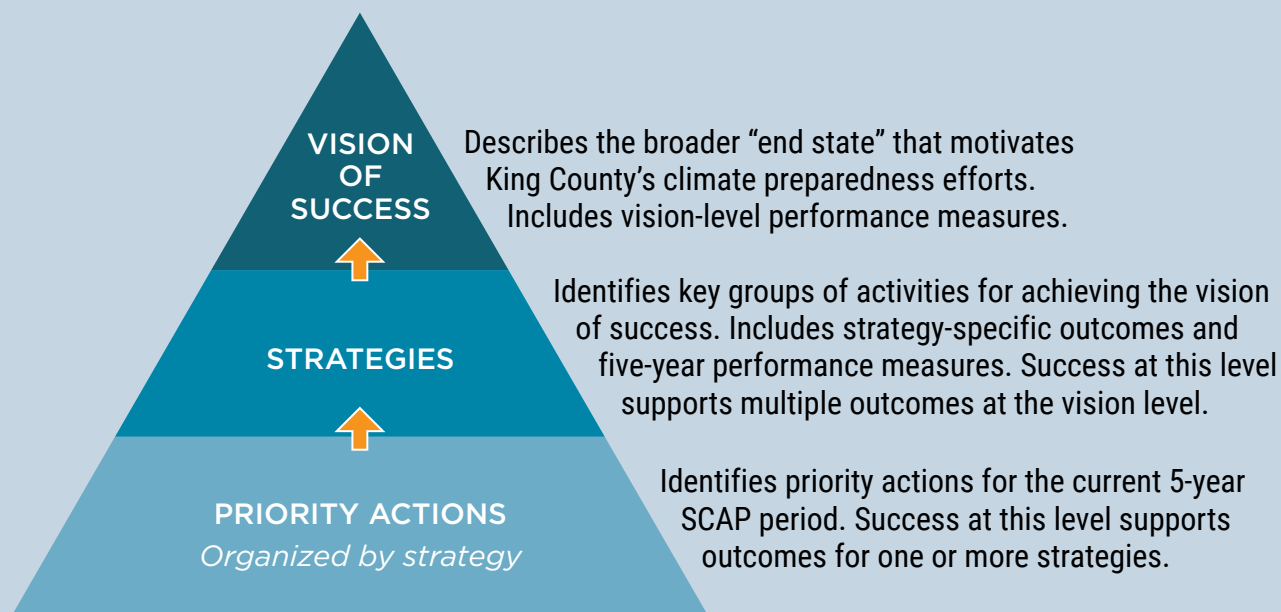 VISION
OF
SUCCESS
Describes the broader “end state” that motivates
King County’s climate preparedness efforts.
Includes vision-level performance measures.
STRATEGIES
Identifies key groups of activities for achieving the vision
of success. Includes strategy-specific outcomes and
five-year performance measures. Success at this level
supports multiple outcomes at the vision level.
PRIORITY ACTIONS
Organized by strategy
Identifies priority actions for the current 5-year
SCAP period. Success at this level supports
outcomes for one or more strategies.